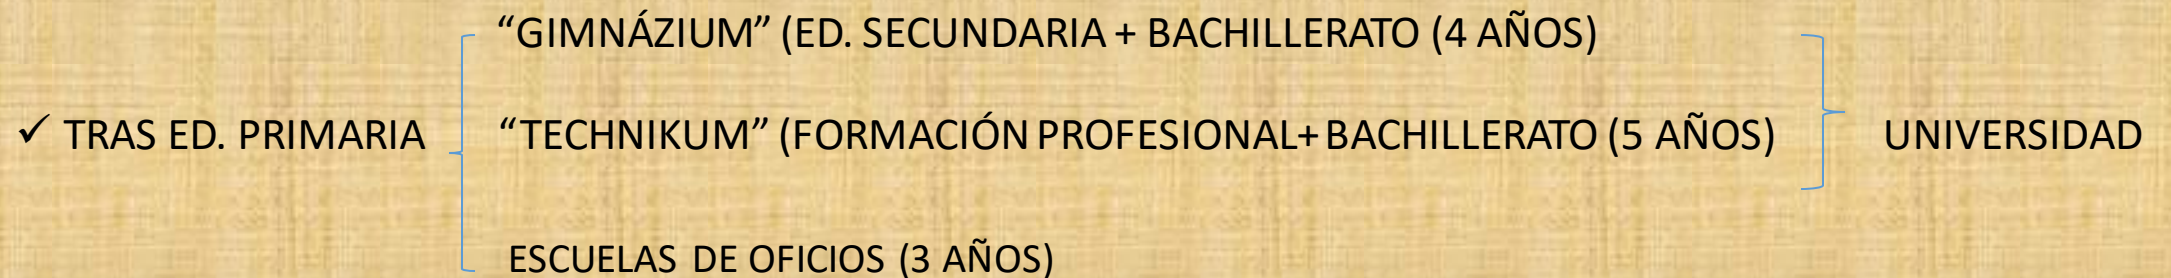 “GIMNÁZIUM” (ED. SECUNDARIA + BACHILLERATO (4 AÑOS)
✓ TRAS ED. PRIMARIA
“TECHNIKUM” (FORMACIÓN PROFESIONAL+ BACHILLERATO (5 AÑOS)
UNIVERSIDAD
ESCUELAS DE OFICIOS (3 AÑOS)